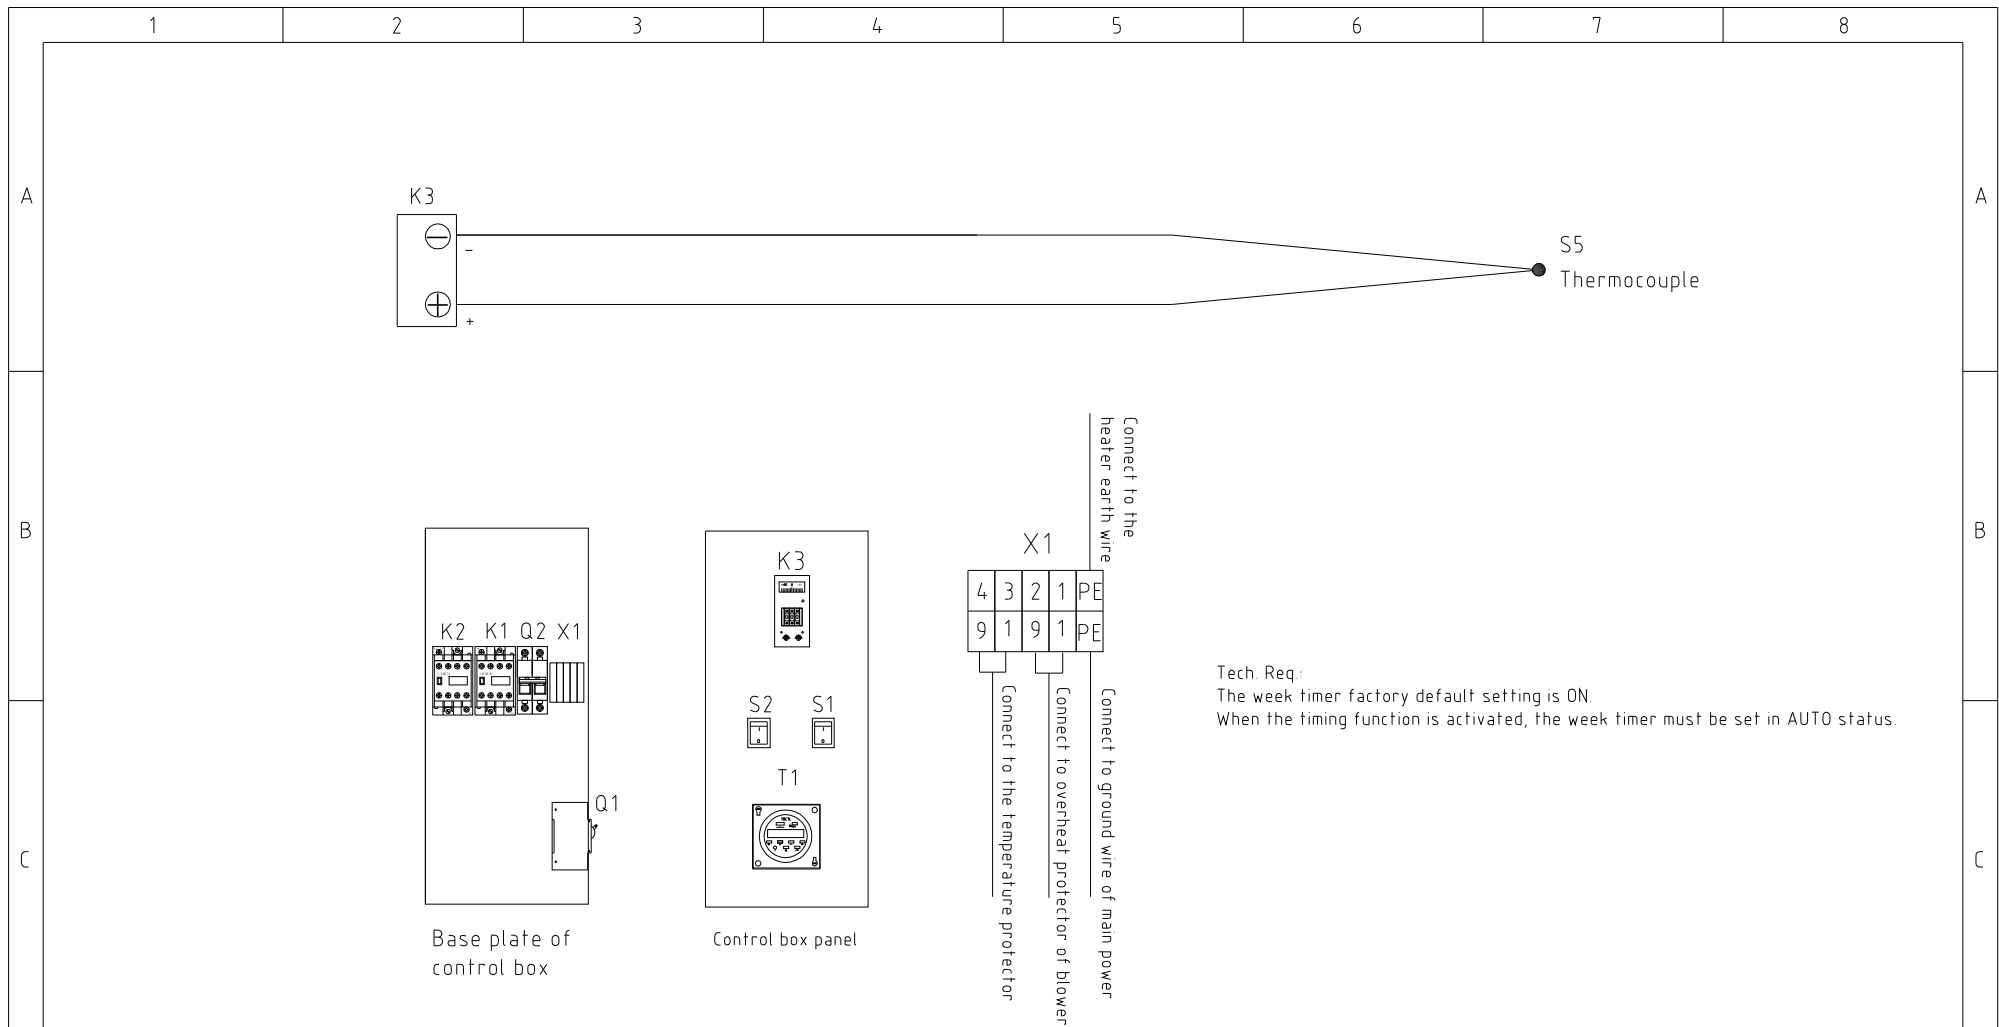 1 2 3 4 5 6 7 8
A A
K3
-
+
S5
Thermocouple
B B
Connect to the
heater earth wire
X1
4 3 2 1 PE
9 1 9 1 PE
Connect to the temperature protector
Connect to overheat protector of blower
Connect to ground wire of main power
K2 K1 Q2 X1
Q1
Base plate of
control box
K3
S2 S1
T1
Control box panel
Tech. Req.:
The week timer factory default setting is ON.
When the timing function is activated, the week timer must be set in AUTO status.
C C